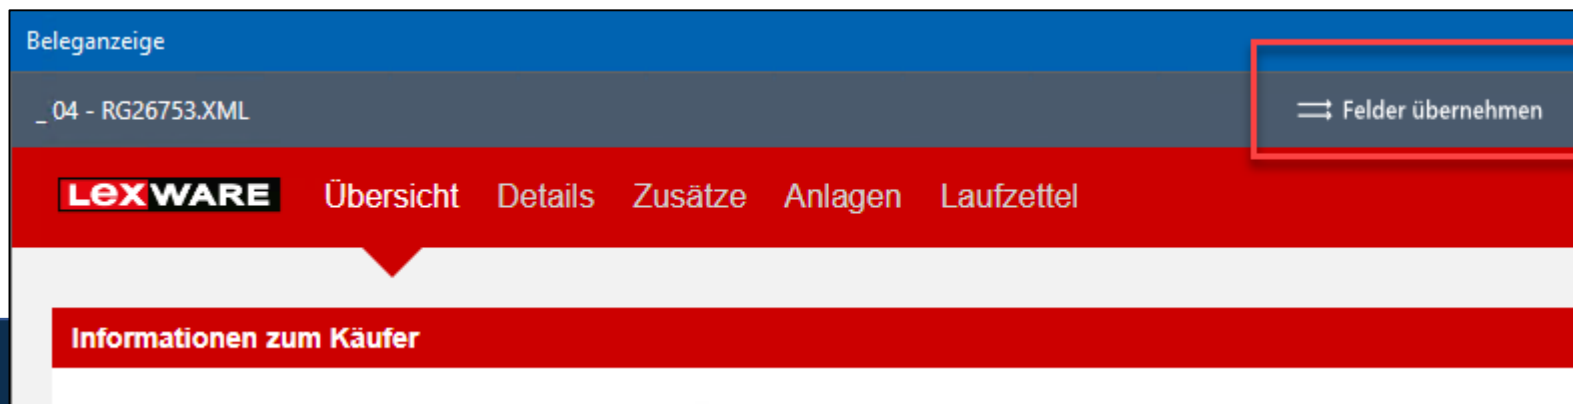 Beleganzeige
_ 04 - RG26753.XML
Felder übernehmen
LEXWARE Übersicht Details Zusätze Anlagen Laufzettel
Informationen zum Käufer